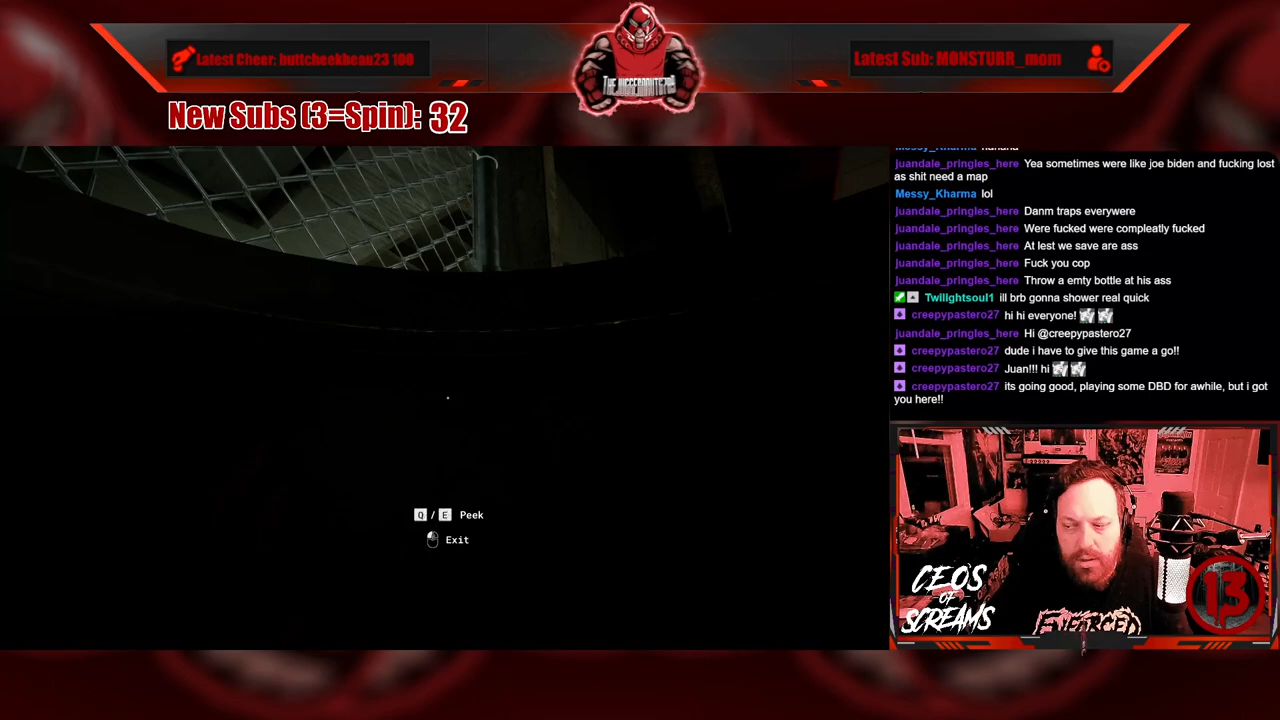 Latest Cheer: buttcheekbean23 100
Latest Sub: MONSTURR_mom
New Subs (3=Spin): 32
juandale_pringles_here Yea sometimes were like joe biden and fucking lost
as shit need a map
Messy_Kharma lol
juandale_pringles_here Danm traps everywere
juandale_pringles_here Were fucked were compleatly fucked
juandale_pringles_here At lest we save are ass
juandale_pringles_here Fuck you cop
juandale_pringles_here Throw a emty bottle at his ass
Twilightsoul1 ill brb gonna shower real quick
creepypastero27 hi hi everyone!
juandale_pringles_here Hi @creepypastero27
creepypastero27 dude i have to give this game a go!!
creepypastero27 Juan!!! hi
creepypastero27 its going good, playing some DBD for awhile, but i got
you here!!
Q / E Peek
Exit
CEOS
OF
SCREAMS
ENFORCED
13